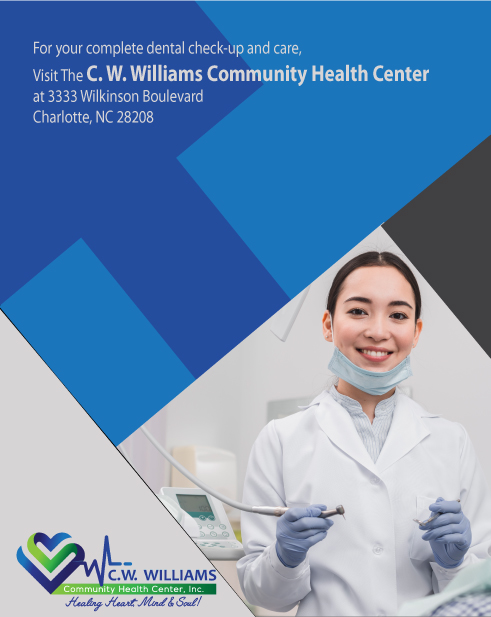 For your complete dental check-up and care,
Visit The C. W. Williams Community Health Center
at 3333 Wilkinson Boulevard
Charlotte, NC 28208
C.W. WILLIAMS
Community Health Center, Inc.
Healing Heart, Mind & Soul!